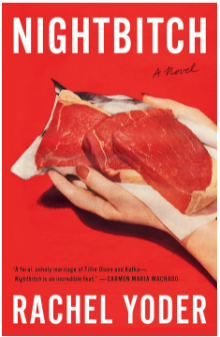 NIGHTBITCH
A Novel
"A feral, unholy marriage of Tillie Olsen and Kafka—
Nightbitch is an incredible feat." —CARMEN MARIA MACHADO
RACHEL YODER